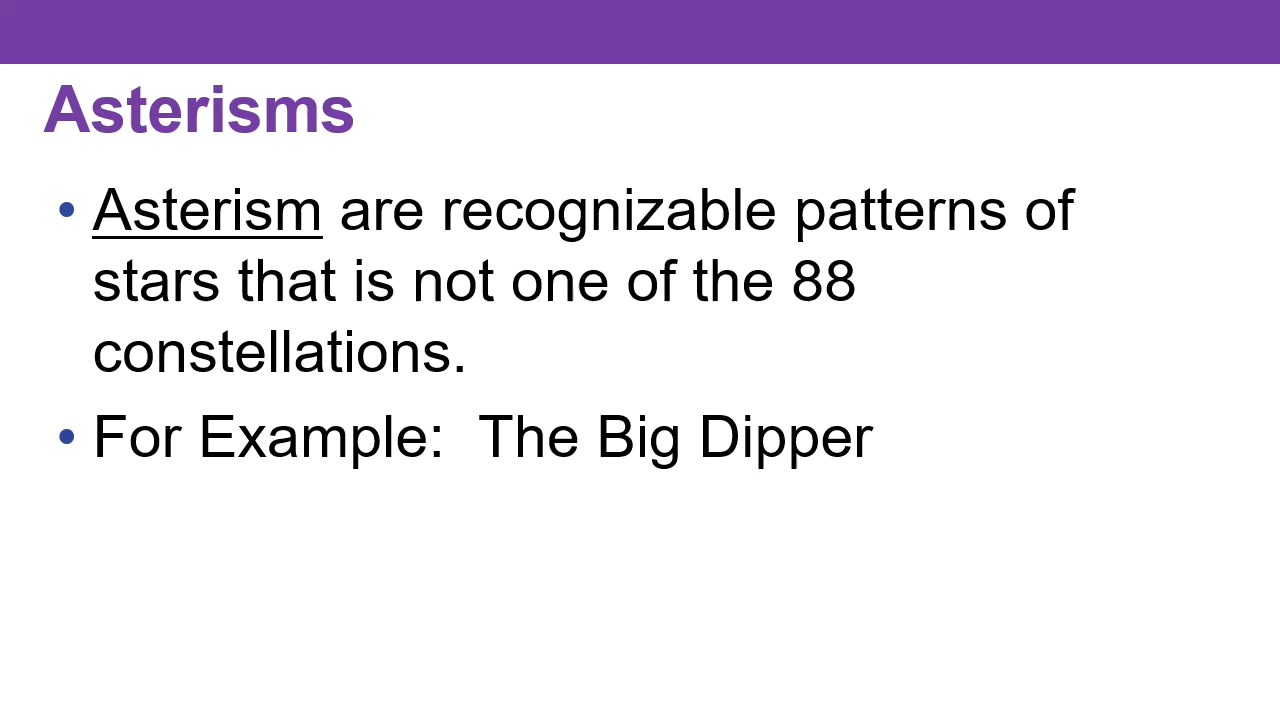 Asterisms
• Asterism are recognizable patterns of
stars that is not one of the 88
constellations.
• For Example:  The Big Dipper